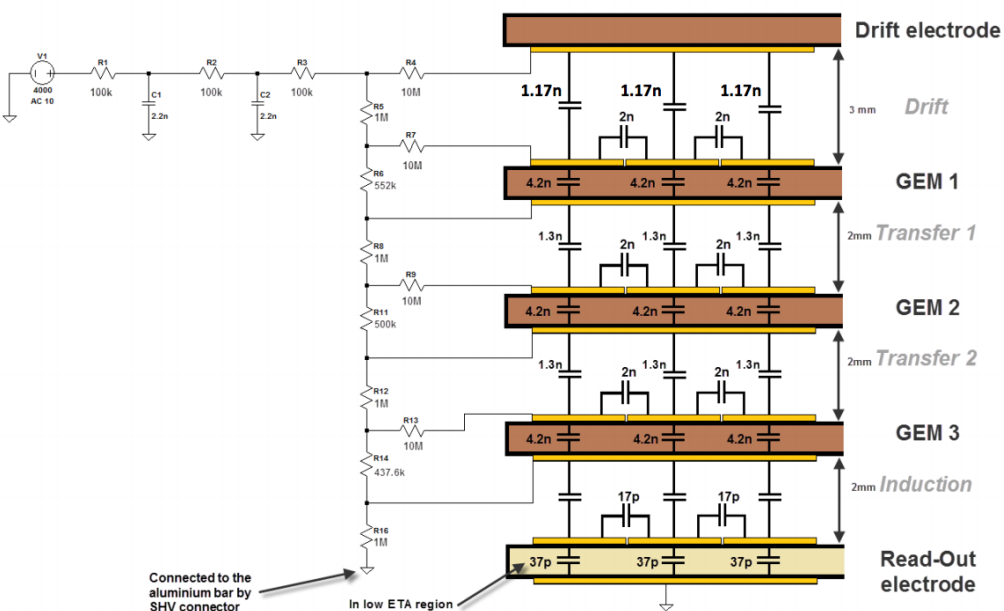 Drift electrode
V1
4000
AC 10
R1
100k
C1
2.2n
R2
100k
C2
2.2n
R3
100k
R4
10M
1.17n 1.17n 1.17n
3 mm Drift
R5
1M
R7
10M
2n 2n
R6
552k
4.2n 4.2n 4.2n
GEM 1
R8
1M
1.3n 1.3n 1.3n
2mm Transfer 1
2n 2n
R9
10M
R11
500k
4.2n 4.2n 4.2n
GEM 2
R12
1M
1.3n 1.3n 1.3n
2mm Transfer 2
2n 2n
R13
10M
R14
437.6k
4.2n 4.2n 4.2n
GEM 3
2mm Induction
17p 17p
R16
1M
37p 37p 37p
Read-Out
electrode
Connected to the
aluminium bar by
SHV connector
In low ETA region